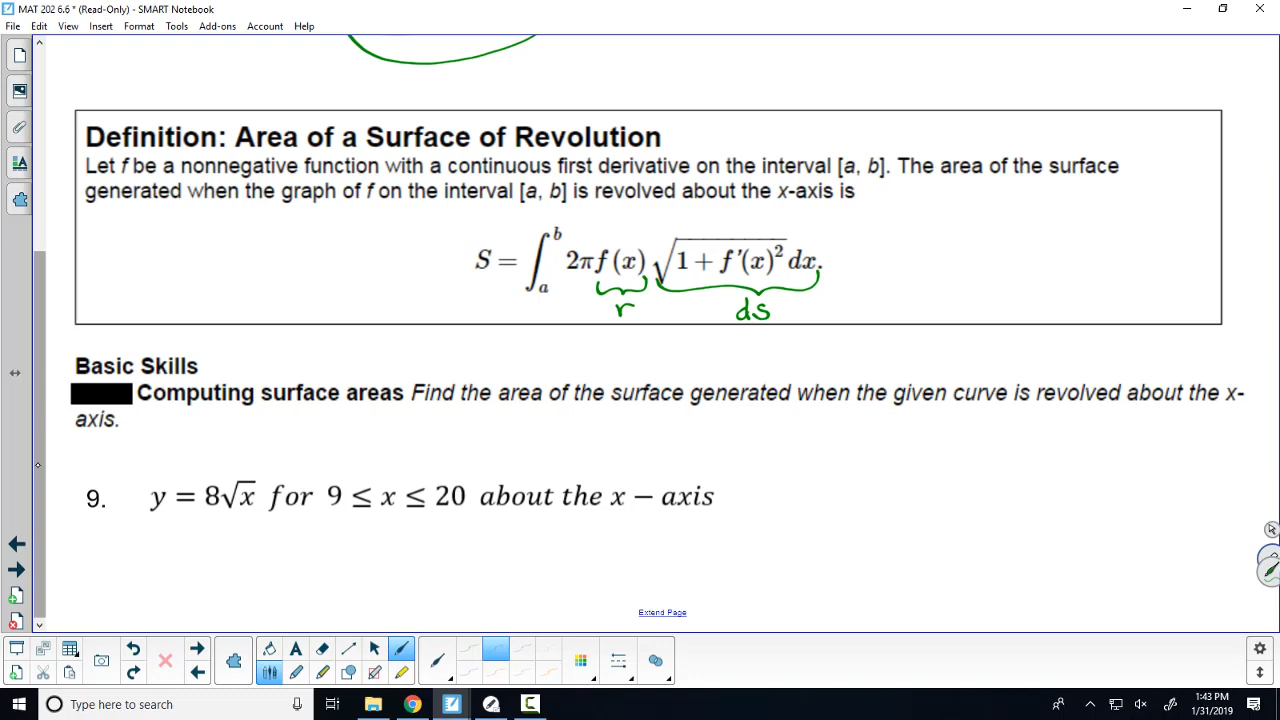 MAT 202 6.6 * (Read-Only) - SMART Notebook
File Edit View Insert Format Tools Add-ons Account Help
Definition: Area of a Surface of Revolution
Let f be a nonnegative function with a continuous first derivative on the interval [a, b]. The area of the surface
generated when the graph of f on the interval [a, b] is revolved about the x-axis is
S = ∫_a^b 2πf(x) √(1 + f'(x)²) dx.
r ds
Basic Skills
Computing surface areas Find the area of the surface generated when the given curve is revolved about the x-
axis.
9. y = 8√x for 9 ≤ x ≤ 20 about the x − axis
Extend Page
Type here to search
1:43 PM
1/31/2019